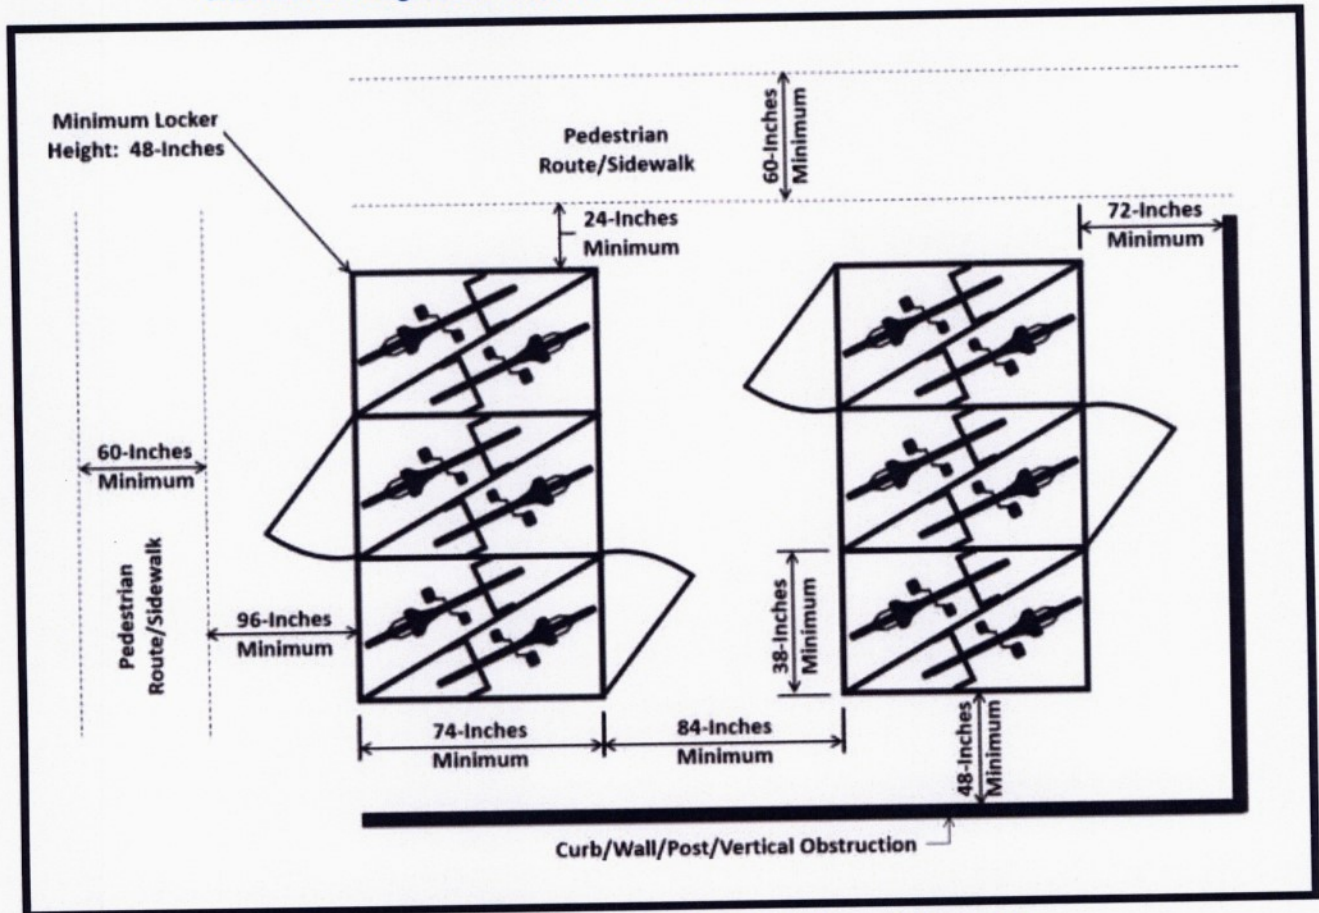 Minimum Locker
Height: 48-Inches
Pedestrian
Route/Sidewalk
60-Inches
Minimum
24-Inches
Minimum
72-Inches
Minimum
60-Inches
Minimum
Pedestrian
Route/Sidewalk
96-Inches
Minimum
38-Inches
Minimum
74-Inches
Minimum
84-Inches
Minimum
48-Inches
Minimum
Curb/Wall/Post/Vertical Obstruction